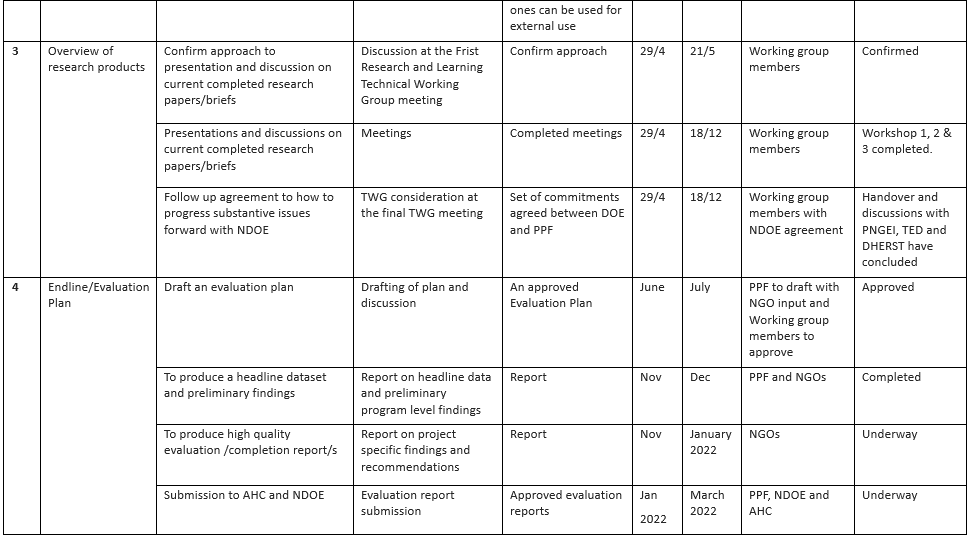 ones can be used for
external use
3
Overview of
research products
Confirm approach to
presentation and discussion on
current completed research
papers/briefs
Discussion at the Frist
Research and Learning
Technical Working
Group meeting
Confirm approach
29/4
21/5
Working group
members
Confirmed
Presentations and discussions on
current completed research
papers/briefs
Meetings
Completed meetings
29/4
18/12
Working group
members
Workshop 1, 2 &
3 completed.
Follow up agreement to how to
progress substantive issues
forward with NDOE
TWG consideration at
the final TWG meeting
Set of commitments
agreed between DOE
and PPF
29/4
18/12
Working group
members with
NDOE agreement
Handover and
discussions with
PNGEI, TED and
DHERST have
concluded
4
Endline/Evaluation
Plan
Draft an evaluation plan
Drafting of plan and
discussion
An approved
Evaluation Plan
June
July
PPF to draft with
NGO input and
Working group
members to
approve
Approved
To produce a headline dataset
and preliminary findings
Report on headline data
and preliminary
program level findings
Report
Nov
Dec
PPF and NGOs
Completed
To produce high quality
evaluation /completion report/s
Report on project
specific findings and
recommendations
Report
Nov
January
2022
NGOs
Underway
Submission to AHC and NDOE
Evaluation report
submission
Approved evaluation
reports
Jan
2022
March
2022
PPF, NDOE and
AHC
Underway